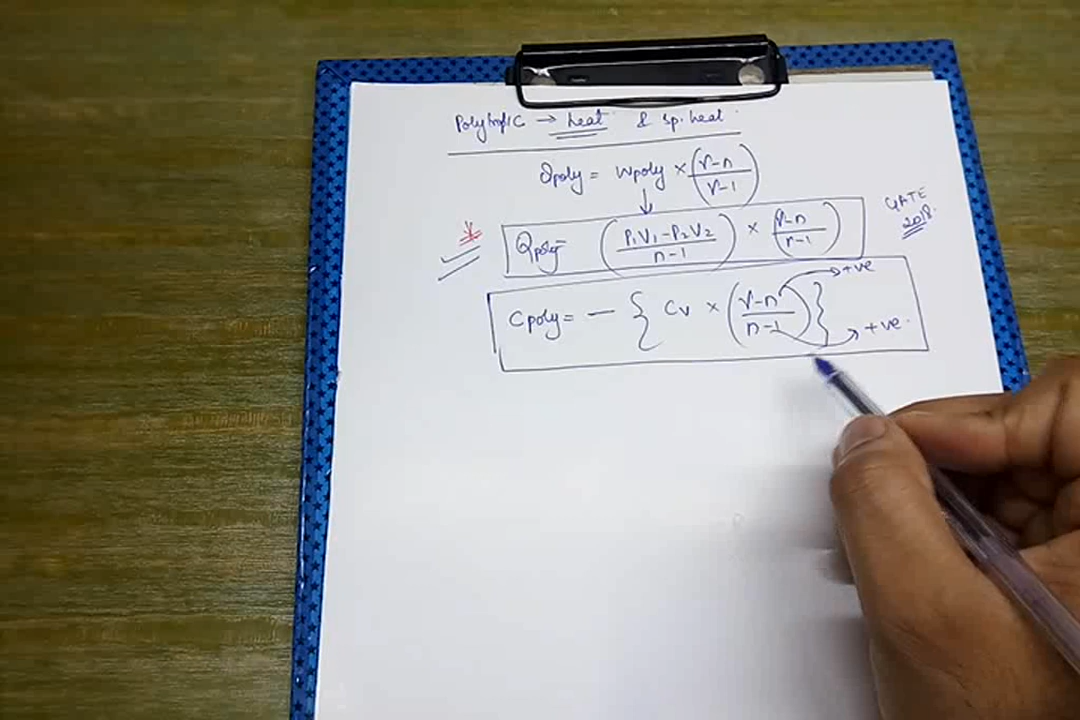 Polytropic → heat & sp. heat
Qpoly = Wpoly × (γ-n / γ-1)
↓
Qpoly = (P1V1 - P2V2 / n-1) × (γ-n / γ-1)
GATE
2018.
Cpoly = - { Cv × (γ-n / n-1) }
→ +ve
→ +ve.